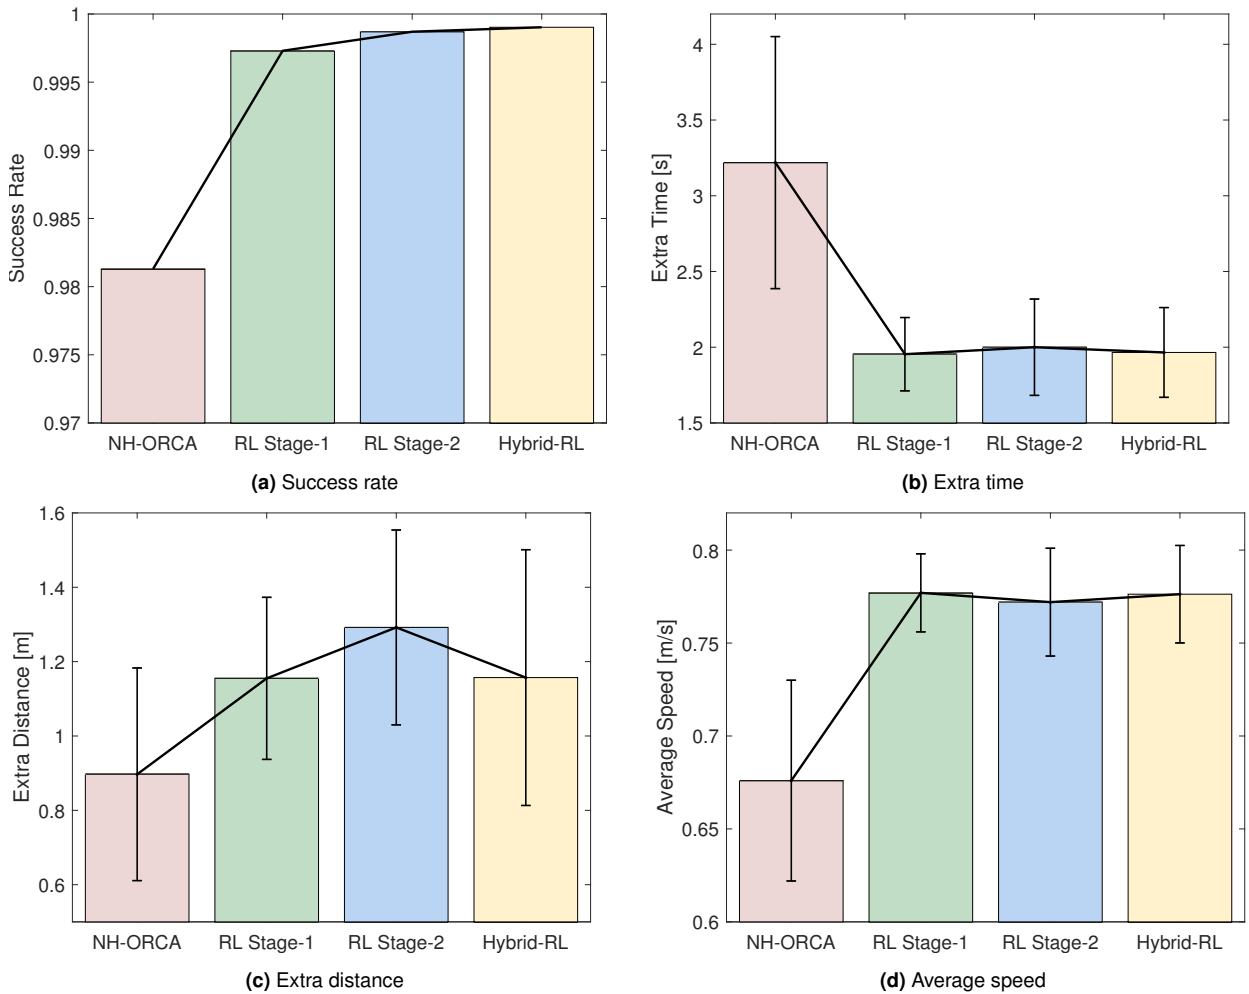 1
0.995
0.99
0.985
0.98
0.975
0.97
Success Rate
NH-ORCA RL Stage-1 RL Stage-2 Hybrid-RL
(a) Success rate
4
3.5
3
2.5
2
1.5
Extra Time [s]
NH-ORCA RL Stage-1 RL Stage-2 Hybrid-RL
(b) Extra time
1.6
1.4
1.2
1
0.8
0.6
Extra Distance [m]
NH-ORCA RL Stage-1 RL Stage-2 Hybrid-RL
(c) Extra distance
0.8
0.75
0.7
0.65
0.6
Average Speed [m/s]
NH-ORCA RL Stage-1 RL Stage-2 Hybrid-RL
(d) Average speed